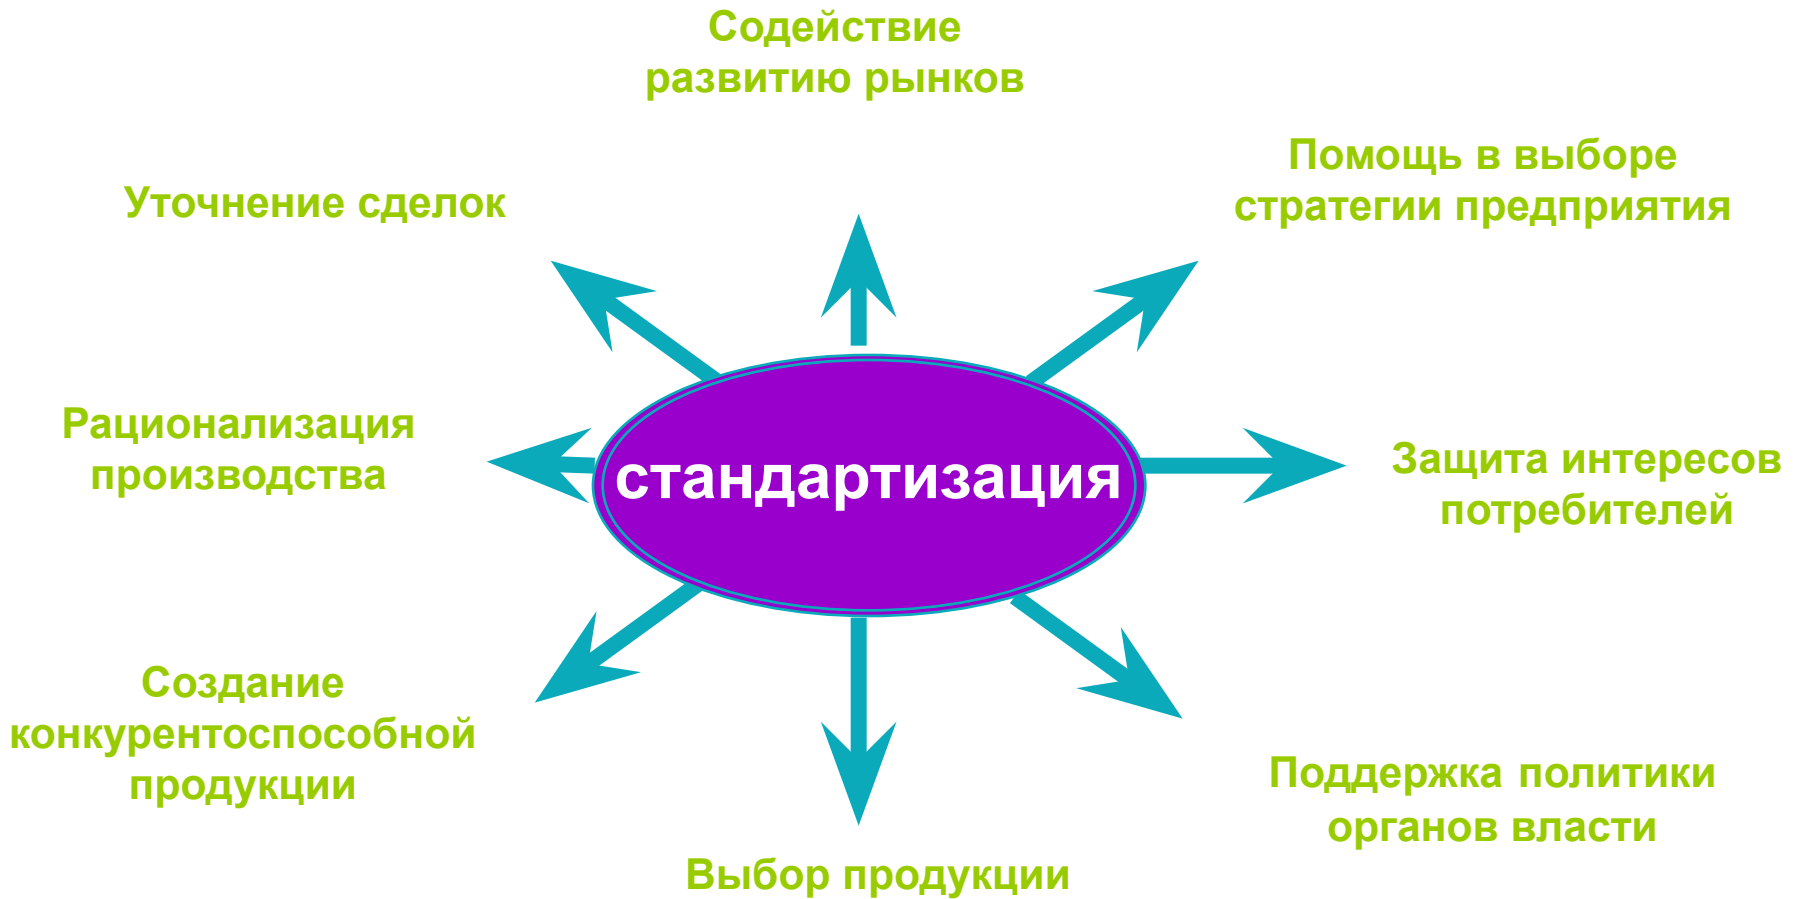 Содействие
развитию рынков
Помощь в выборе
стратегии предприятия
Уточнение сделок
Рационализация
производства
стандартизация
Защита интересов
потребителей
Создание
конкурентоспособной
продукции
Поддержка политики
органов власти
Выбор продукции